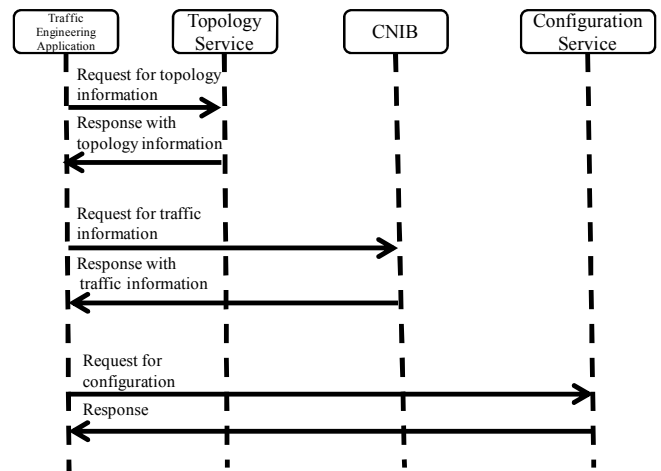 Traffic
Engineering
Application
Topology
Service
CNIB
Configuration
Service
Request for topology
information
Response with
topology information
Request for traffic
information
Response with
traffic information
Request for
configuration
Response